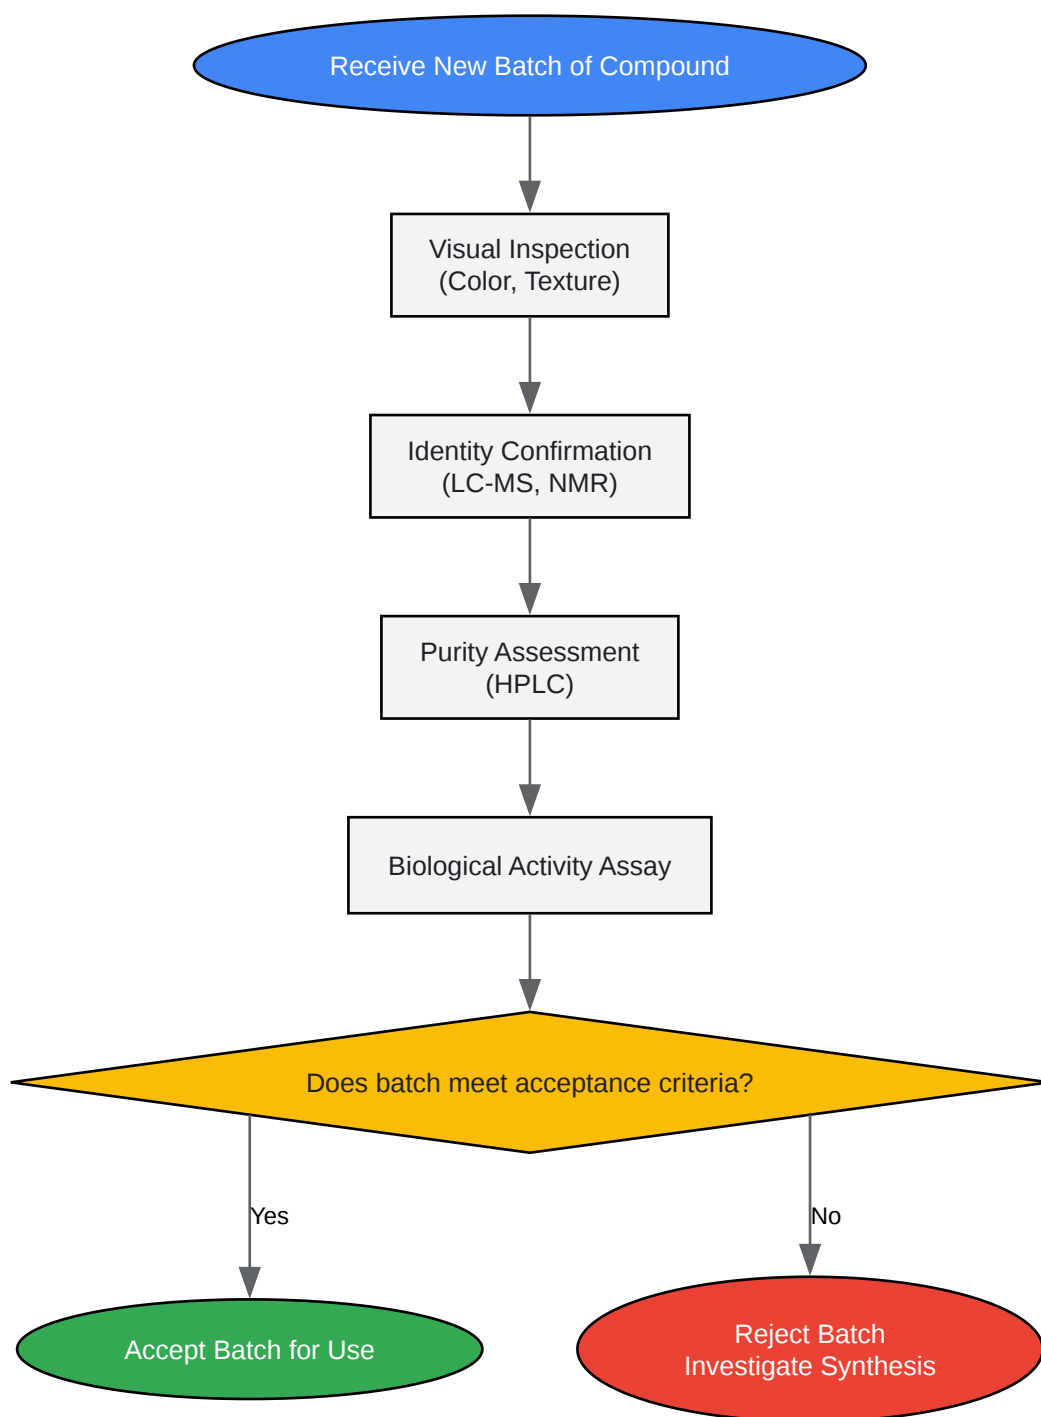 Receive New Batch of Compound
Visual Inspection
(Color, Texture)
Identity Confirmation
(LC-MS, NMR)
Purity Assessment
(HPLC)
Biological Activity Assay
Does batch meet acceptance criteria?
Yes
No
Accept Batch for Use
Reject Batch
Investigate Synthesis